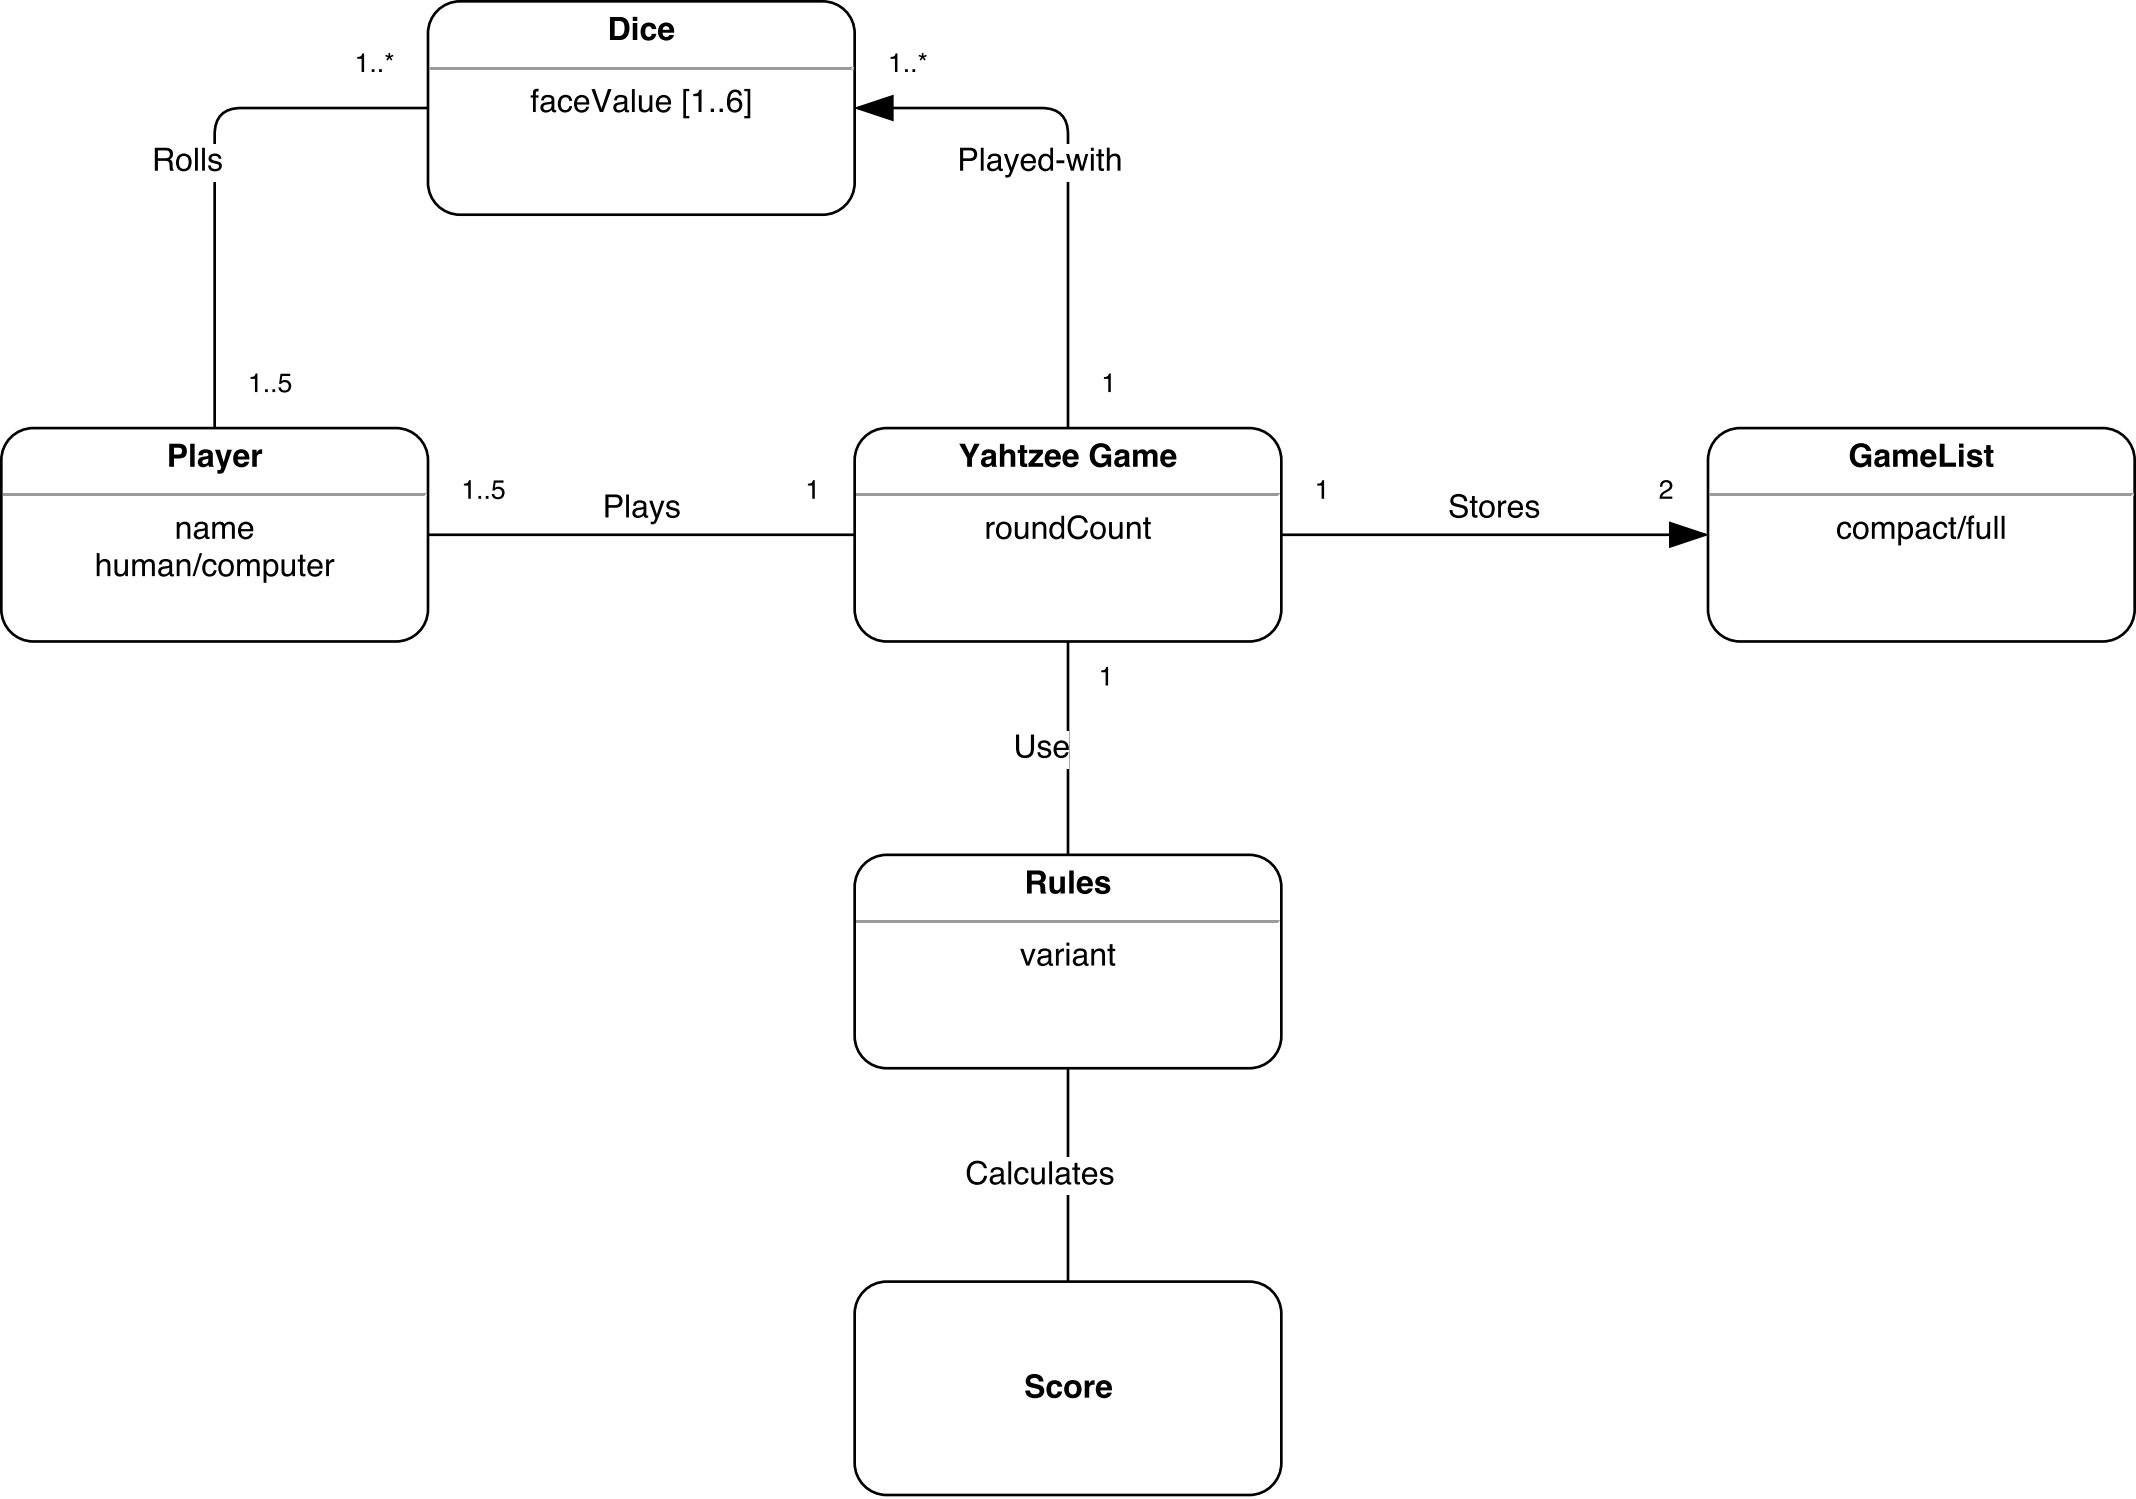 Dice
1..*
1..*
faceValue [1..6]
Rolls
Played-with
1..5
1
Player
Yahtzee Game
GameList
1..5
Plays
1
1
Stores
2
name
human/computer
roundCount
compact/full
1
Use
Rules
variant
Calculates
Score